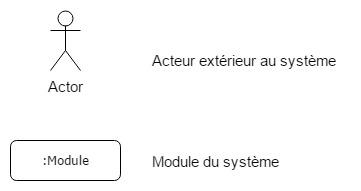 Acteur extérieur au système
Actor
:Module
Module du système